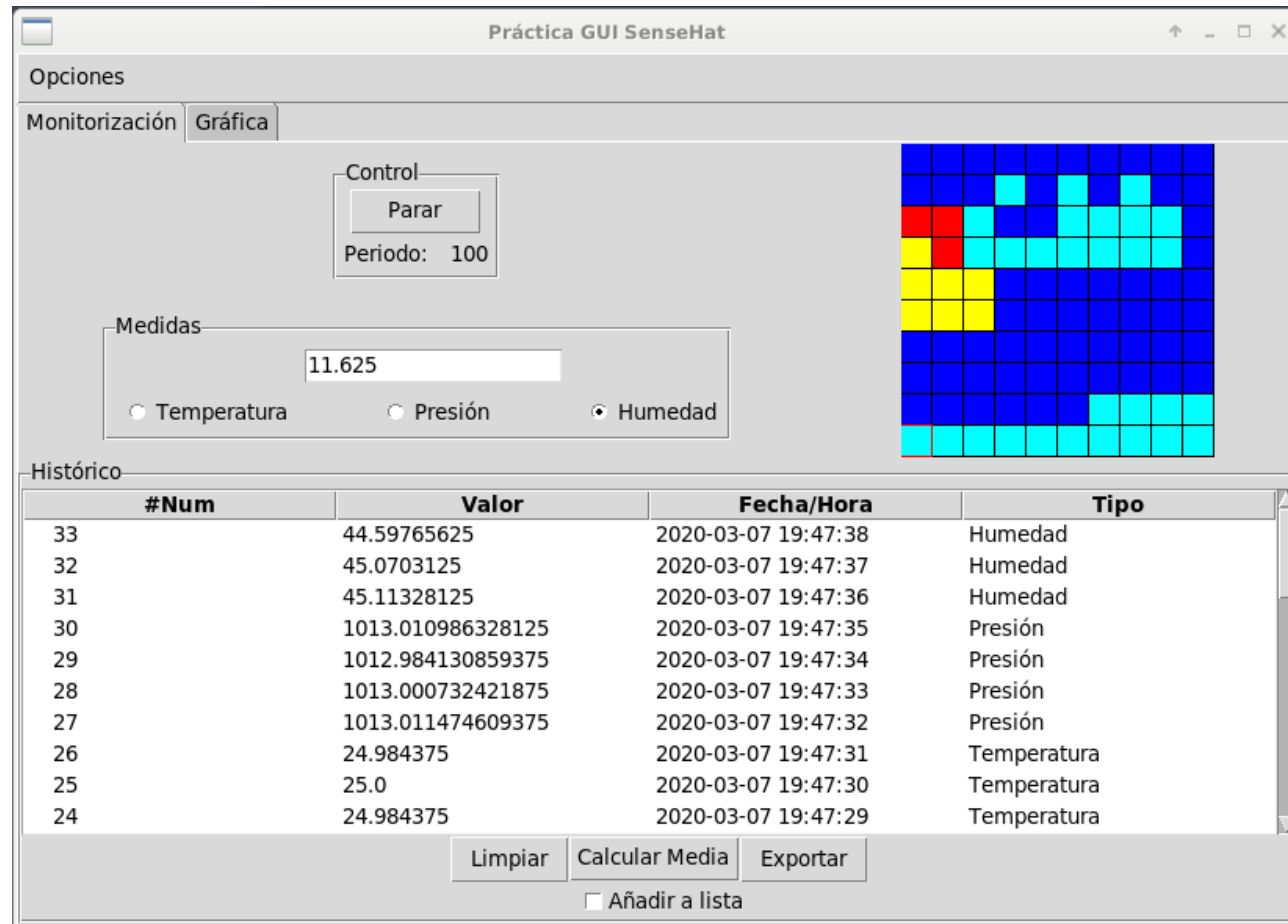 Práctica GUI SenseHat
Opciones
Monitorización Gráfica
Control
Parar
Periodo: 100
Medidas
11.625
Temperatura Presión Humedad
Histórico
#Num Valor Fecha/Hora Tipo
33 44.59765625 2020-03-07 19:47:38 Humedad
32 45.0703125 2020-03-07 19:47:37 Humedad
31 45.11328125 2020-03-07 19:47:36 Humedad
30 1013.010986328125 2020-03-07 19:47:35 Presión
29 1012.984130859375 2020-03-07 19:47:34 Presión
28 1013.000732421875 2020-03-07 19:47:33 Presión
27 1013.011474609375 2020-03-07 19:47:32 Presión
26 24.984375 2020-03-07 19:47:31 Temperatura
25 25.0 2020-03-07 19:47:30 Temperatura
24 24.984375 2020-03-07 19:47:29 Temperatura
Limpiar Calcular Media Exportar
Añadir a lista